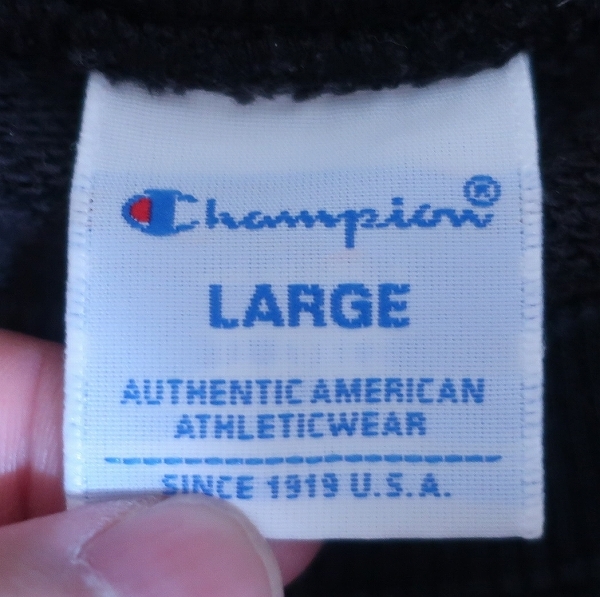 Champion®
LARGE
AUTHENTIC AMERICAN
ATHLETICWEAR
SINCE 1919 U.S.A.